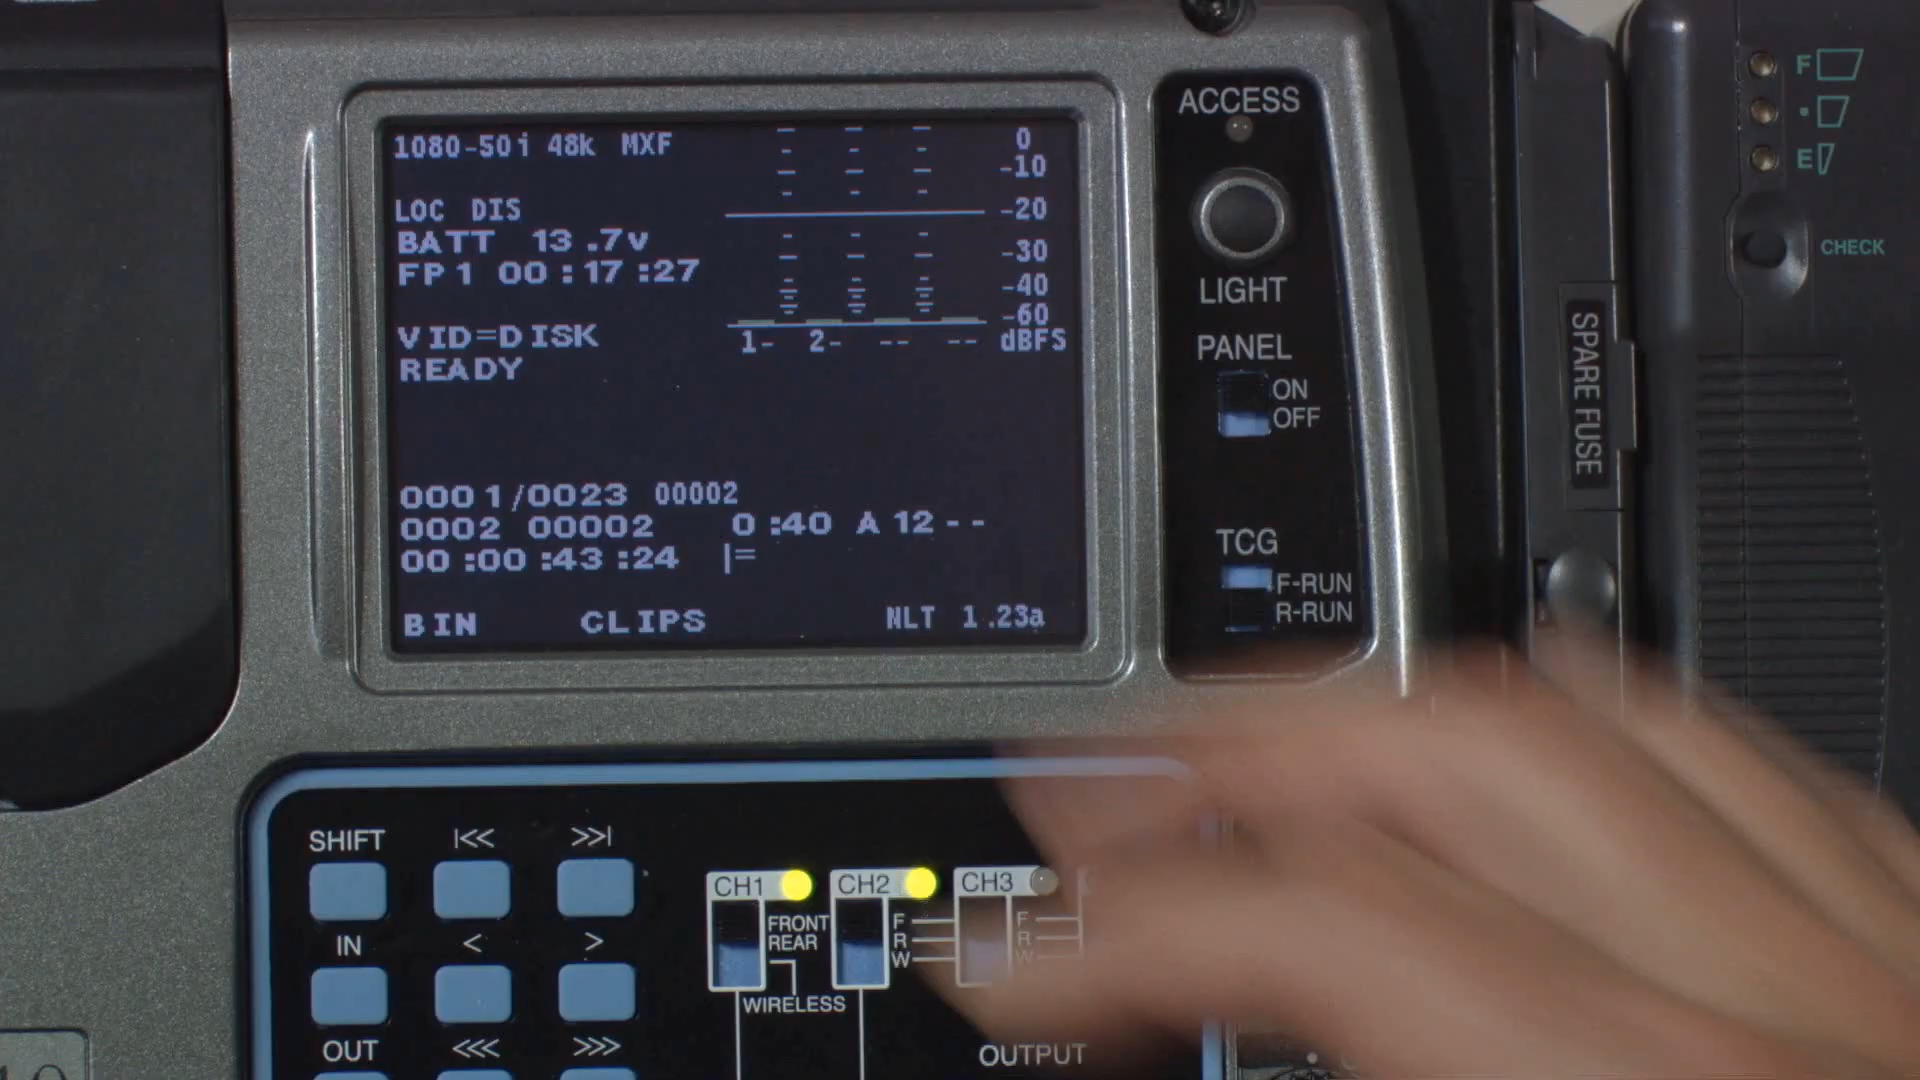 1080-50i 48k MXF
0
-10
LOC DIS
-20
BATT 13.7v
-30
FP1 00:17:27
-40
-60
VID=DISK
1- 2- -- -- dBFS
READY
0001/0023 00002
0002 00002 0:40 A 12--
00:00:43:24 |=
BIN CLIPS NLT 1.23a
ACCESS
LIGHT
PANEL
ON
OFF
TCG
F-RUN
R-RUN
SPARE FUSE
F
E
CHECK
SHIFT |<< >>|
IN < >
OUT <<< >>>
CH1 CH2 CH3
FRONT F F
REAR R R
W W
WIRELESS
OUTPUT